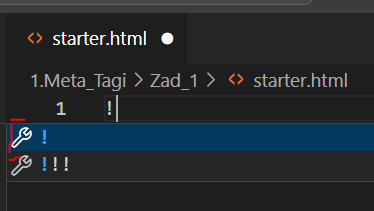 starter.html
1.Meta_Tagi > Zad_1 > starter.html
1 !
!
!!!